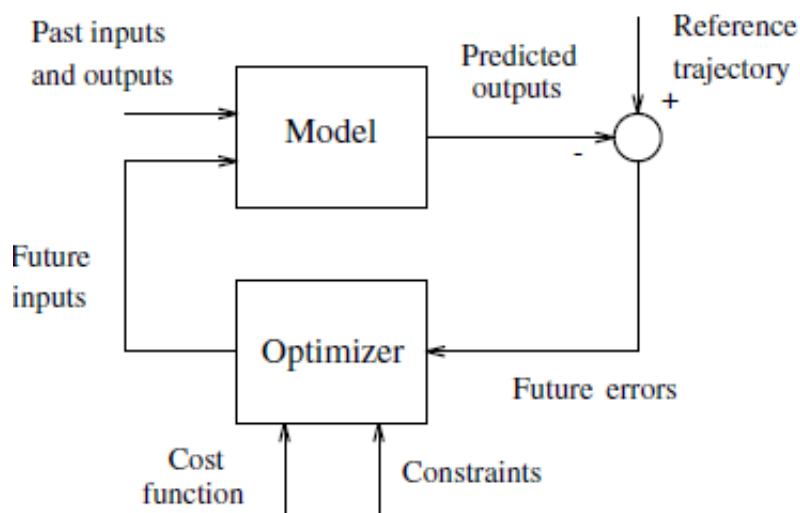 Past inputs
and outputs
Model
Predicted
outputs
Reference
trajectory
+
-
Future
inputs
Optimizer
Future errors
Cost
function
Constraints